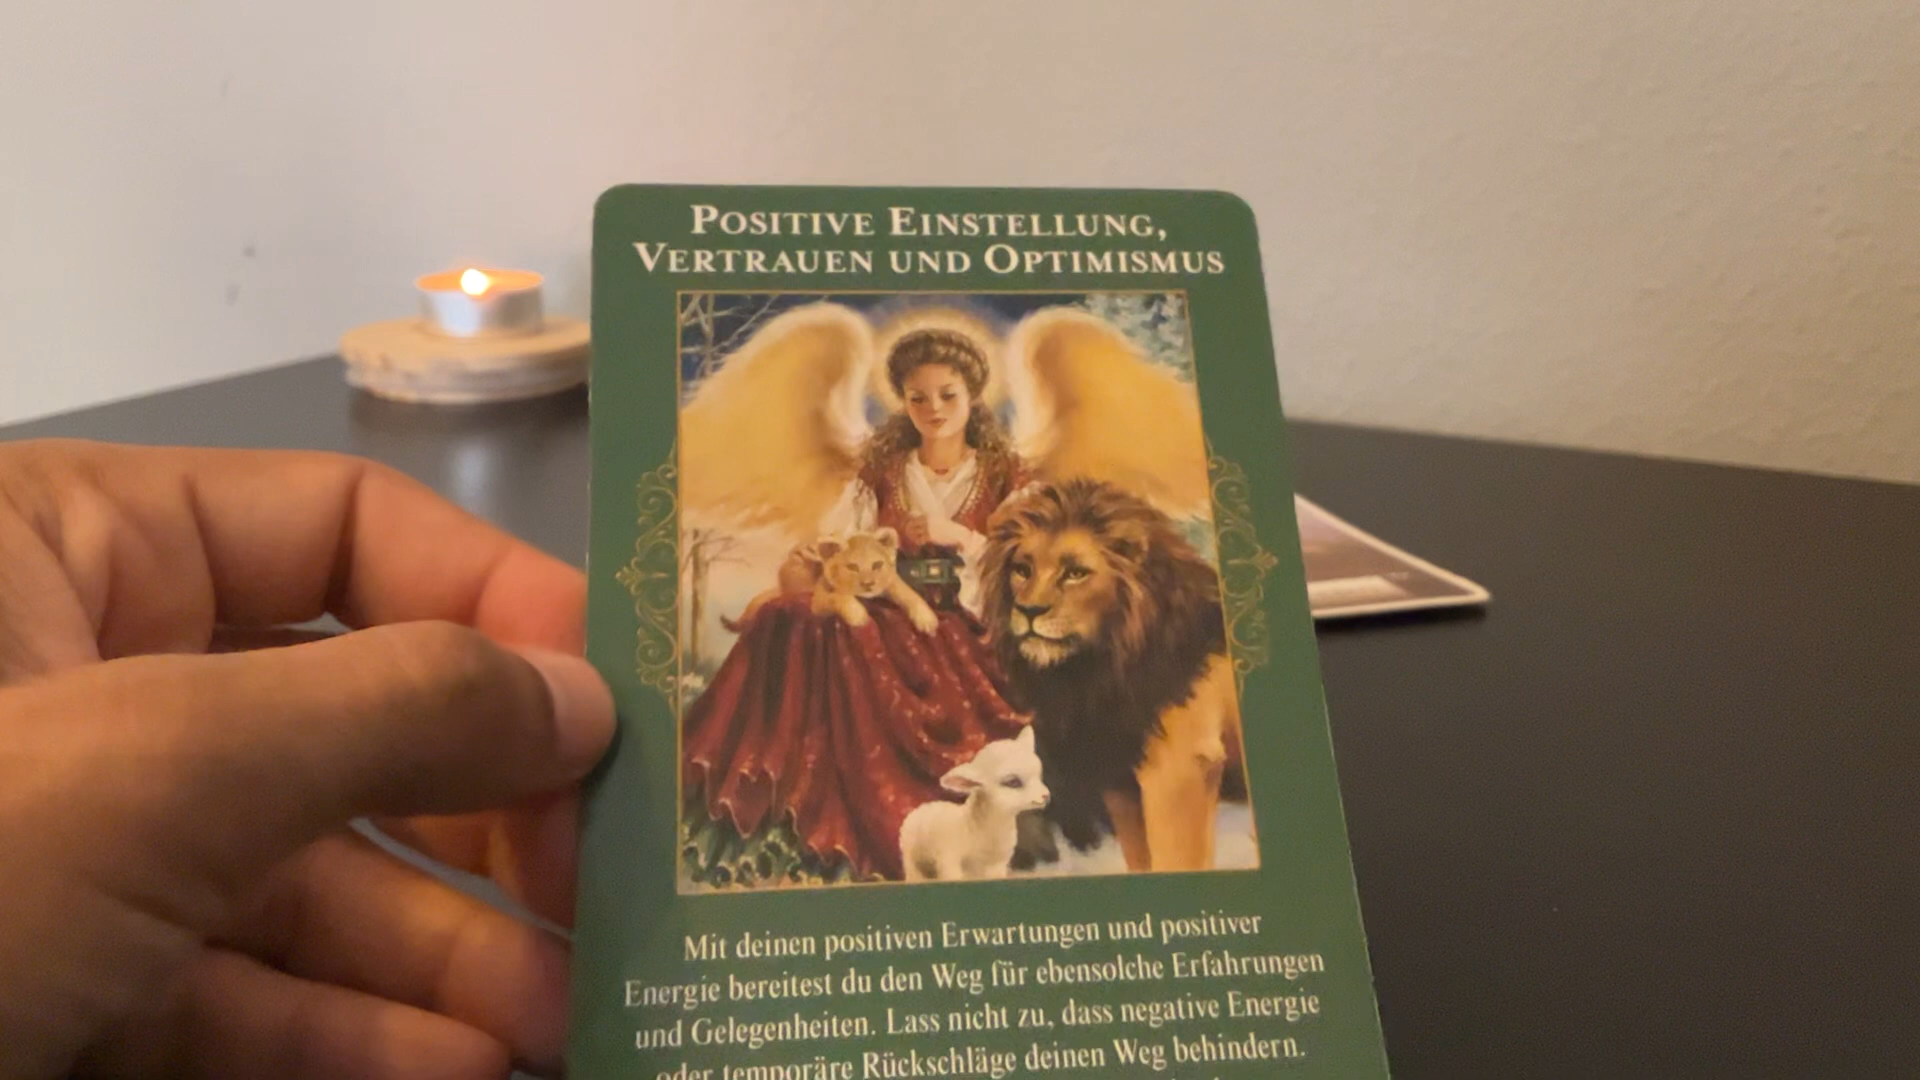 POSITIVE EINSTELLUNG,
VERTRAUEN UND OPTIMISMUS
Mit deinen positiven Erwartungen und positiver
Energie bereitest du den Weg für ebensolche Erfahrungen
und Gelegenheiten. Lass nicht zu, dass negative Energie
oder temporäre Rückschläge deinen Weg behindern.